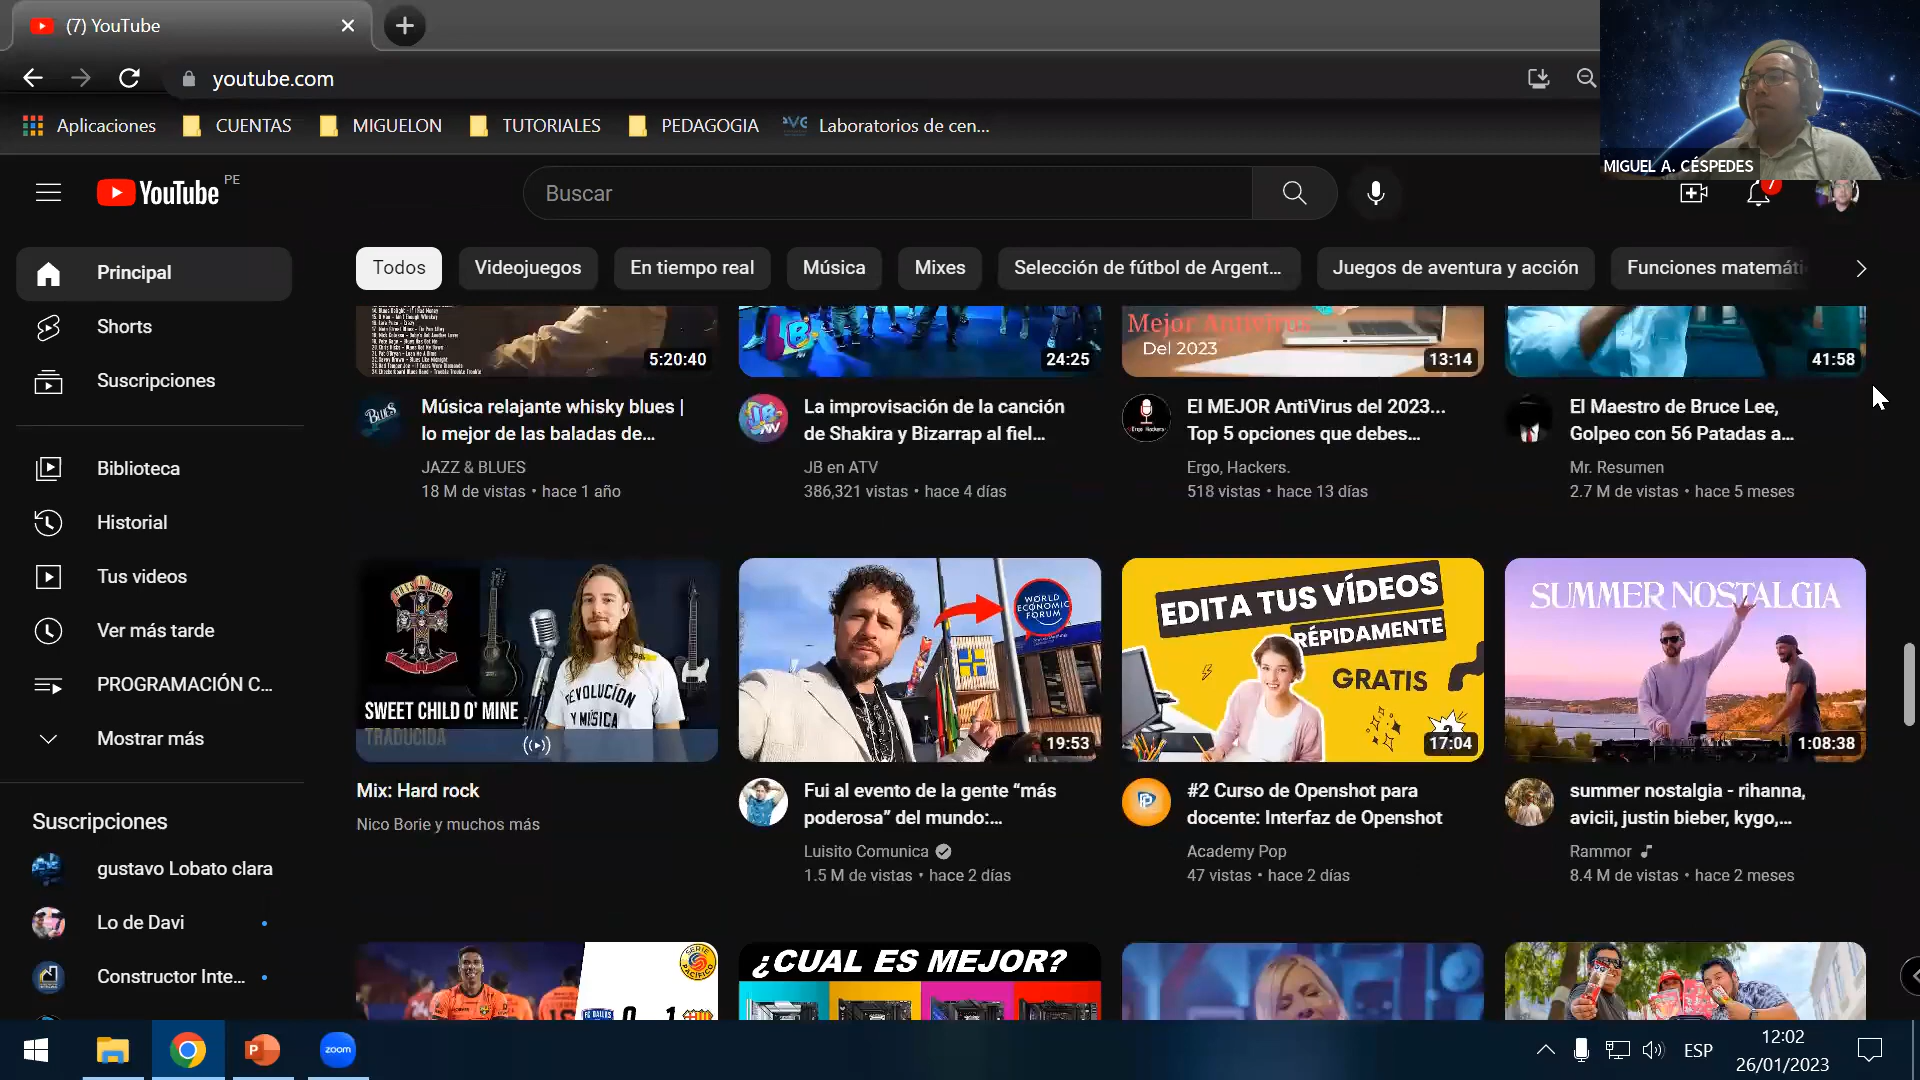 (7) YouTube
youtube.com
Aplicaciones
CUENTAS
MIGUELON
TUTORIALES
PEDAGOGIA
Laboratorios de cen...
MIGUEL A. CÉSPEDES
YouTube PE
Buscar
7
Principal
Shorts
Suscripciones
Biblioteca
Historial
Tus videos
Ver más tarde
PROGRAMACIÓN C...
Mostrar más
Suscripciones
gustavo Lobato clara
Lo de Davi
Constructor Inte...
Todos
Videojuegos
En tiempo real
Música
Mixes
Selección de fútbol de Argent...
Juegos de aventura y acción
Funciones matemáti
5:20:40
Música relajante whisky blues |
lo mejor de las baladas de...
JAZZ & BLUES
18 M de vistas • hace 1 año
24:25
La improvisación de la canción
de Shakira y Bizarrap al fiel...
JB en ATV
386,321 vistas • hace 4 días
Mejor Antivirus
Del 2023
13:14
El MEJOR AntiVirus del 2023...
Top 5 opciones que debes...
Ergo, Hackers.
518 vistas • hace 13 días
41:58
El Maestro de Bruce Lee,
Golpeo con 56 Patadas a...
Mr. Resumen
2.7 M de vistas • hace 5 meses
REVOLUCIÓN
Y MÚSICA
SWEET CHILD O' MINE
TRADUCIDA
Mix: Hard rock
Nico Borie y muchos más
WORLD
ECONOMIC
FORUM
19:53
Fui al evento de la gente “más
poderosa” del mundo:...
Luisito Comunica
1.5 M de vistas • hace 2 días
EDITA TUS VÍDEOS
RÉPIDAMENTE
GRATIS
17:04
#2 Curso de Openshot para
docente: Interfaz de Openshot
Academy Pop
47 vistas • hace 2 días
SUMMER NOSTALGIA
1:08:38
summer nostalgia - rihanna,
avicii, justin bieber, kygo,...
Rammor
8.4 M de vistas • hace 2 meses
SERIE
PACÍFICO
FC DALLAS
0 1
¿CUAL ES MEJOR?
zoom
ESP
12:02
26/01/2023